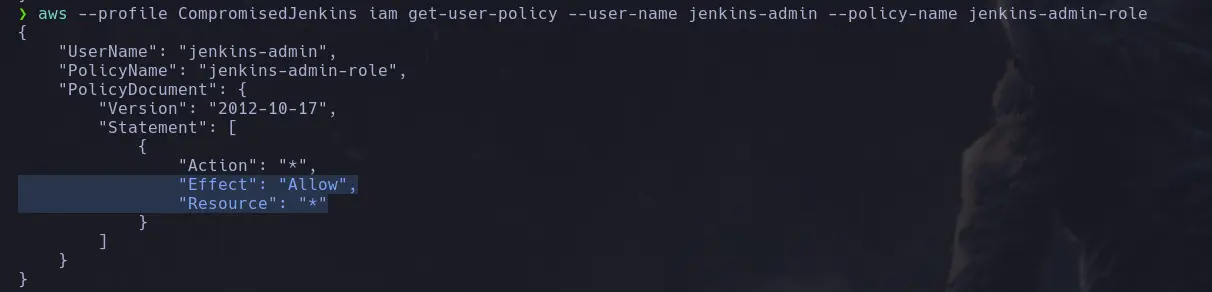 ❯ aws --profile CompromisedJenkins iam get-user-policy --user-name jenkins-admin --policy-name jenkins-admin-role
{
    "UserName": "jenkins-admin",
    "PolicyName": "jenkins-admin-role",
    "PolicyDocument": {
        "Version": "2012-10-17",
        "Statement": [
            {
                "Action": "*",
                "Effect": "Allow",
                "Resource": "*"
            }
        ]
    }
}